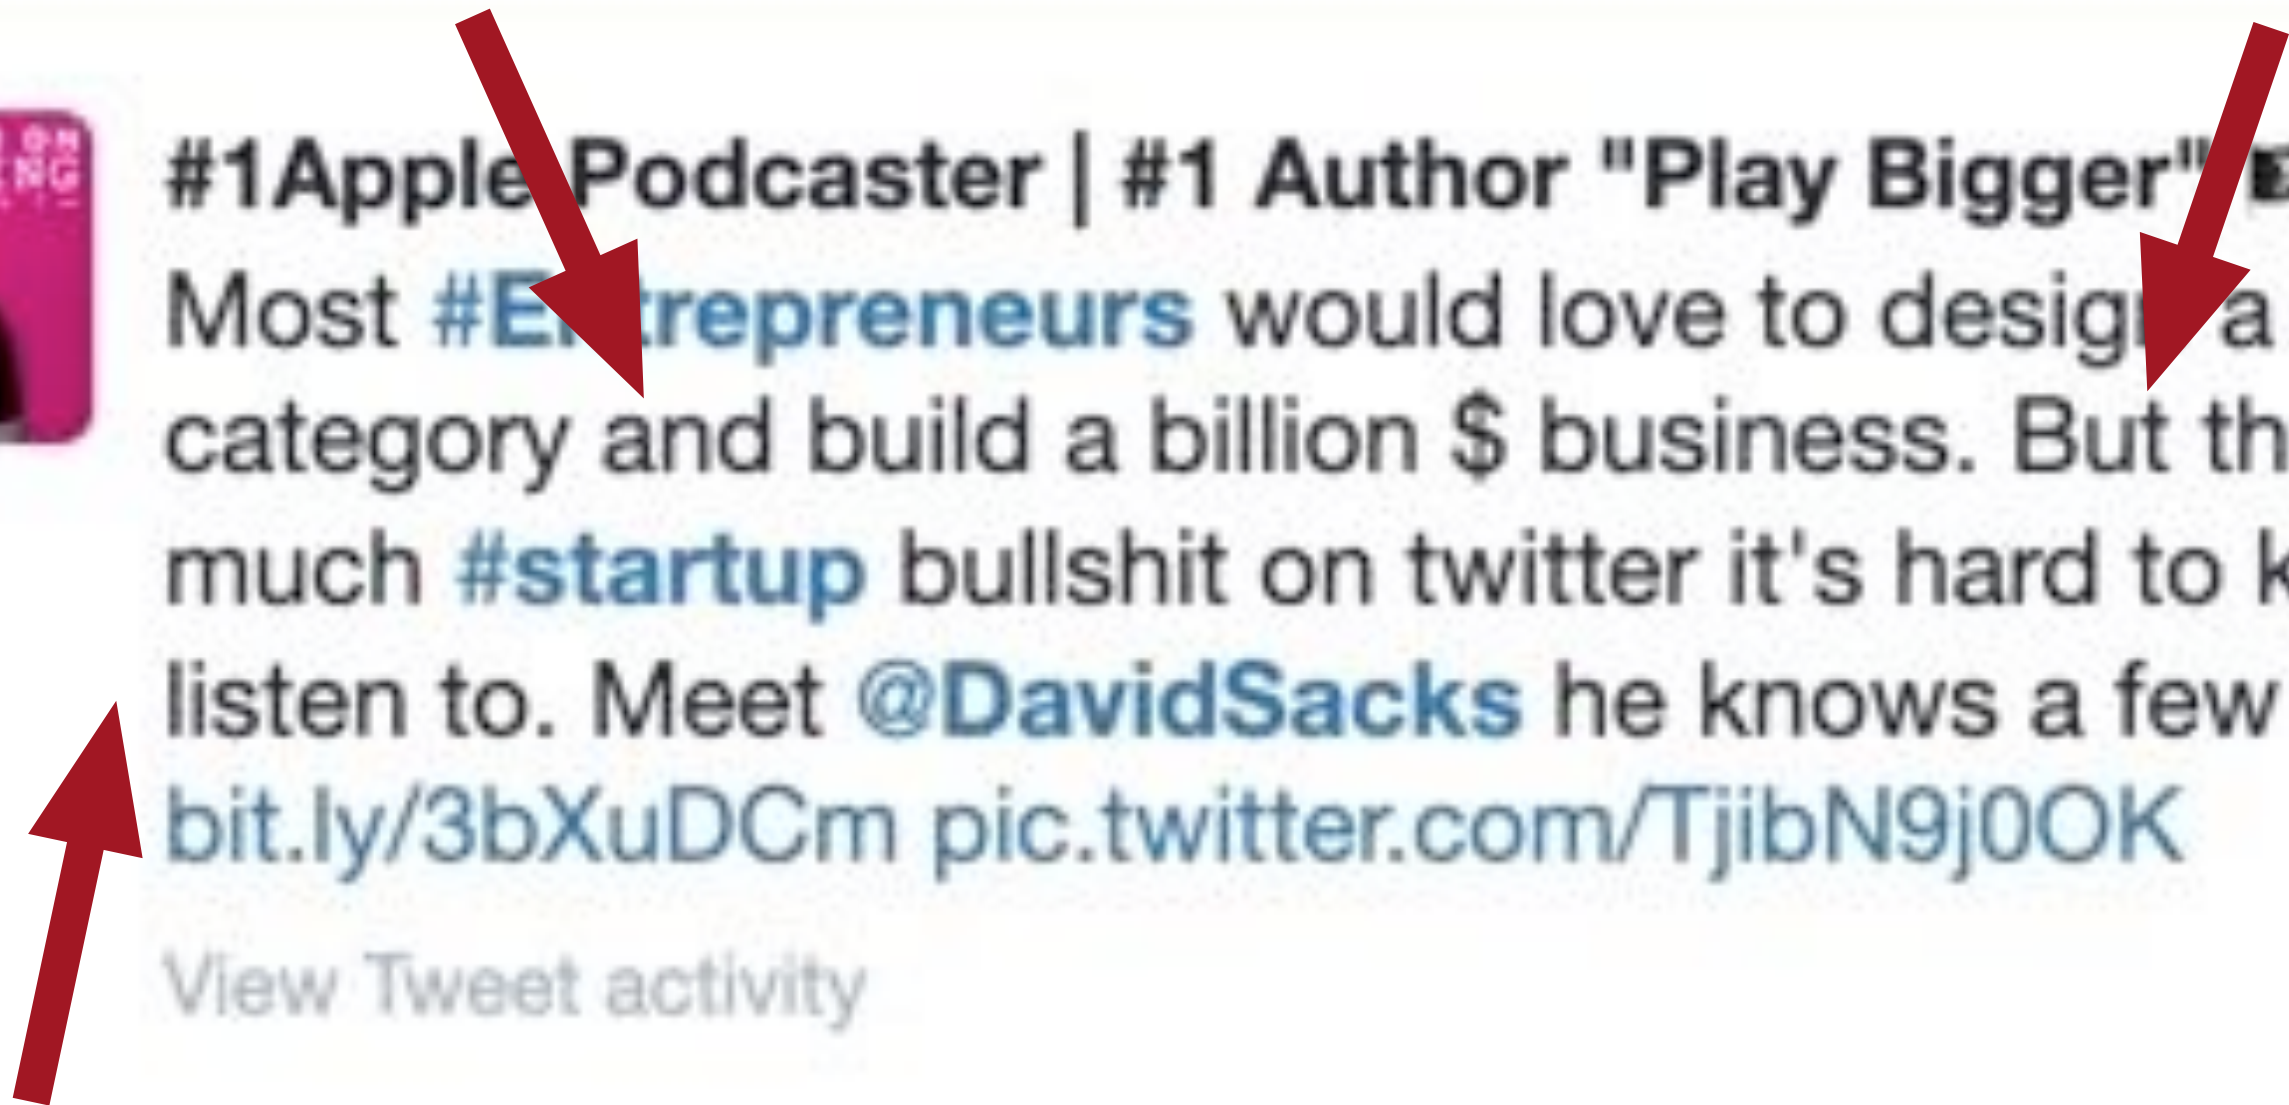 ON
ING
#1Apple Podcaster | #1 Author "Play Bigger"
Most #Entrepreneurs would love to design a
category and build a billion $ business. But th
much #startup bullshit on twitter it's hard to k
listen to. Meet @DavidSacks he knows a few
bit.ly/3bXuDCm pic.twitter.com/TjibN9j0OK
View Tweet activity